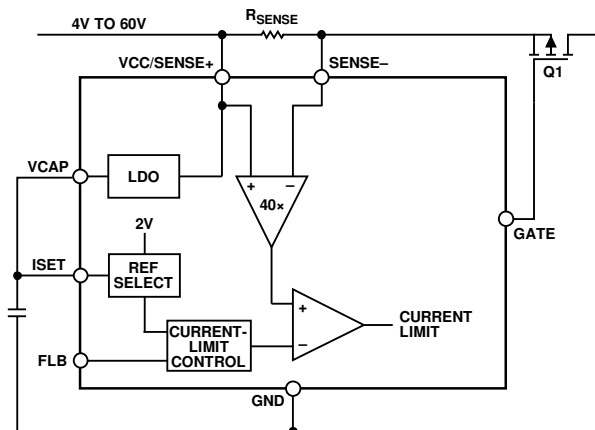 4V TO 60V
RSENSE
VCC/SENSE+
SENSE–
Q1
VCAP
LDO
+
–
40×
GATE
2V
ISET
REF
SELECT
+
–
CURRENT
LIMIT
CURRENT-
LIMIT
CONTROL
FLB
GND